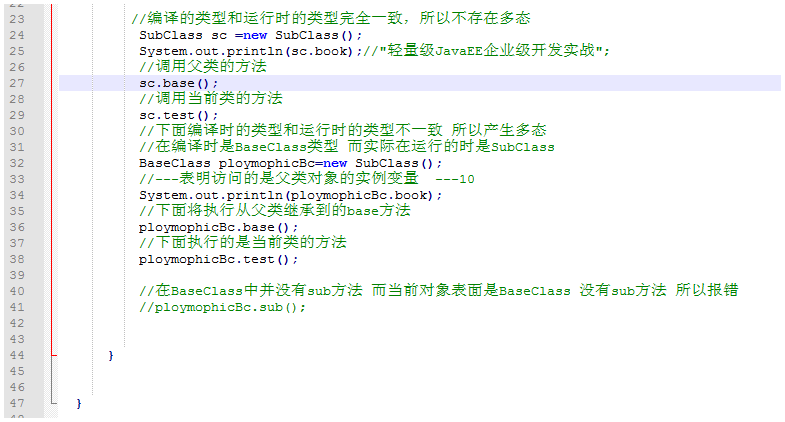 23 //编译的类型和运行时的类型完全一致，所以不存在多态
24 SubClass sc =new SubClass();
25 System.out.println(sc.book);//"轻量级JavaEE企业级开发实战";
26 //调用父类的方法
27 sc.base();
28 //调用当前类的方法
29 sc.test();
30 //下面编译时的类型和运行时的类型不一致 所以产生多态
31 //在编译时是BaseClass类型 而实际在运行的时是SubClass
32 BaseClass ploymophicBc=new SubClass();
33 //---表明访问的是父类对象的实例变量 ---10
34 System.out.println(ploymophicBc.book);
35 //下面将执行从父类继承到的base方法
36 ploymophicBc.base();
37 //下面执行的是当前类的方法
38 ploymophicBc.test();
39
40 //在BaseClass中并没有sub方法 而当前对象表面是BaseClass 没有sub方法 所以报错
41 //ploymophicBc.sub();
42
43
44 }
45
46
47 }